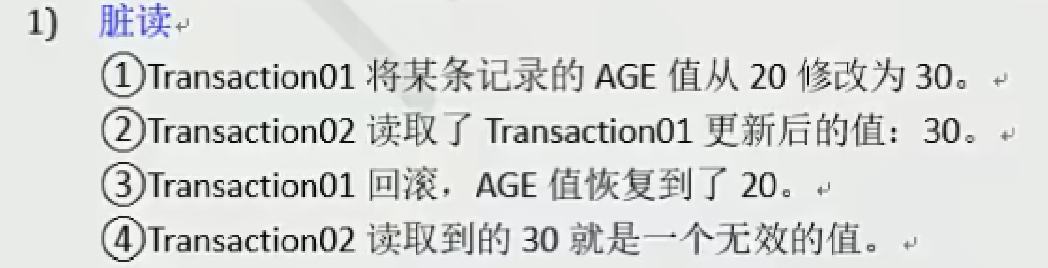 1) 脏读
①Transaction01 将某条记录的 AGE 值从 20 修改为 30。
②Transaction02 读取了 Transaction01 更新后的值：30。
③Transaction01 回滚，AGE 值恢复到了 20。
④Transaction02 读取到的 30 就是一个无效的值。